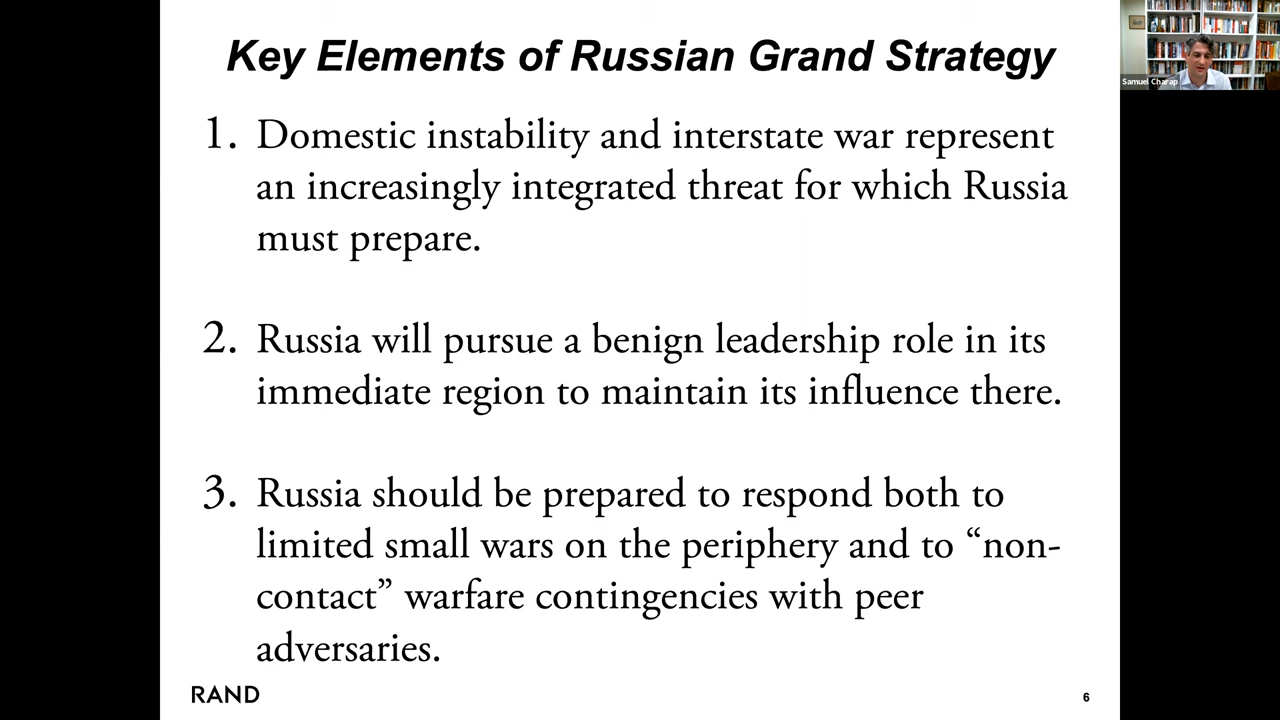 Key Elements of Russian Grand Strategy
Samuel Charap
1. Domestic instability and interstate war represent
an increasingly integrated threat for which Russia
must prepare.
2. Russia will pursue a benign leadership role in its
immediate region to maintain its influence there.
3. Russia should be prepared to respond both to
limited small wars on the periphery and to “non-
contact” warfare contingencies with peer
adversaries.
RAND
6